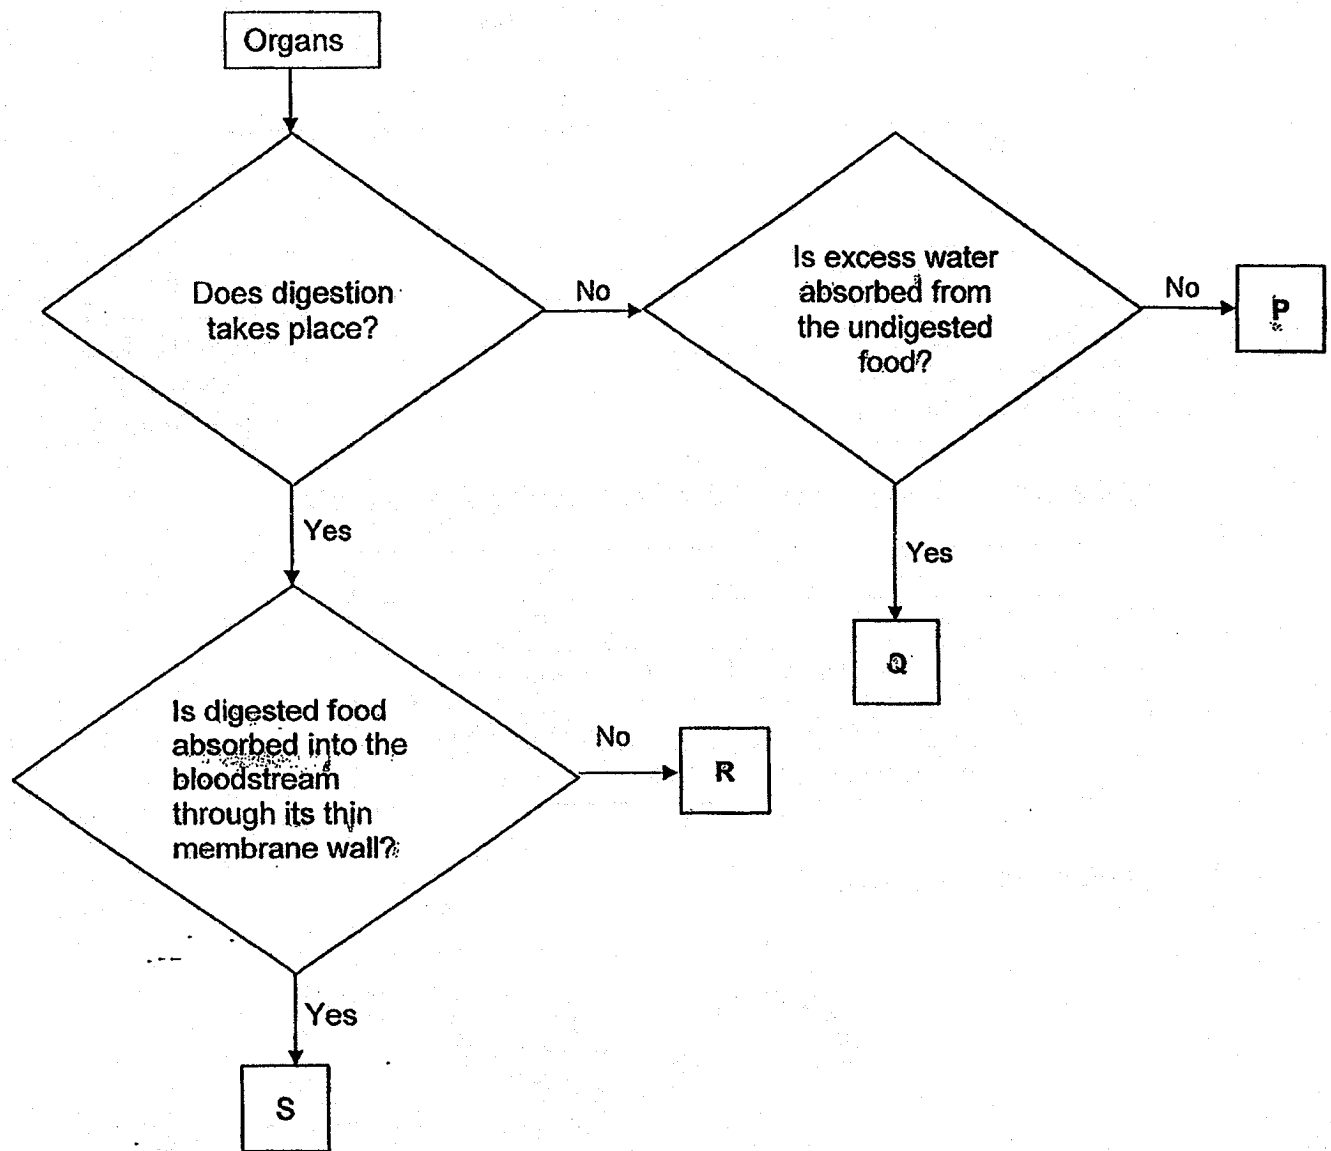 Organs
Does digestion
takes place?
No
Is excess water
absorbed from
the undigested
food?
No
P
Yes
Yes
Q
Is digested food
absorbed into the
bloodstream
through its thin
membrane wall?
No
R
Yes
S